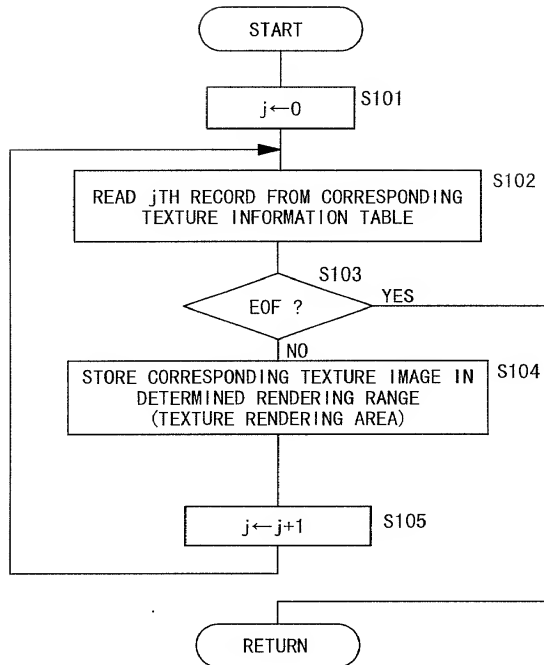 START
j←0
S101
READ jTH RECORD FROM CORRESPONDING
TEXTURE INFORMATION TABLE
S102
S103
EOF ?
YES
NO
STORE CORRESPONDING TEXTURE IMAGE IN
DETERMINED RENDERING RANGE
(TEXTURE RENDERING AREA)
S104
j←j+1
S105
RETURN